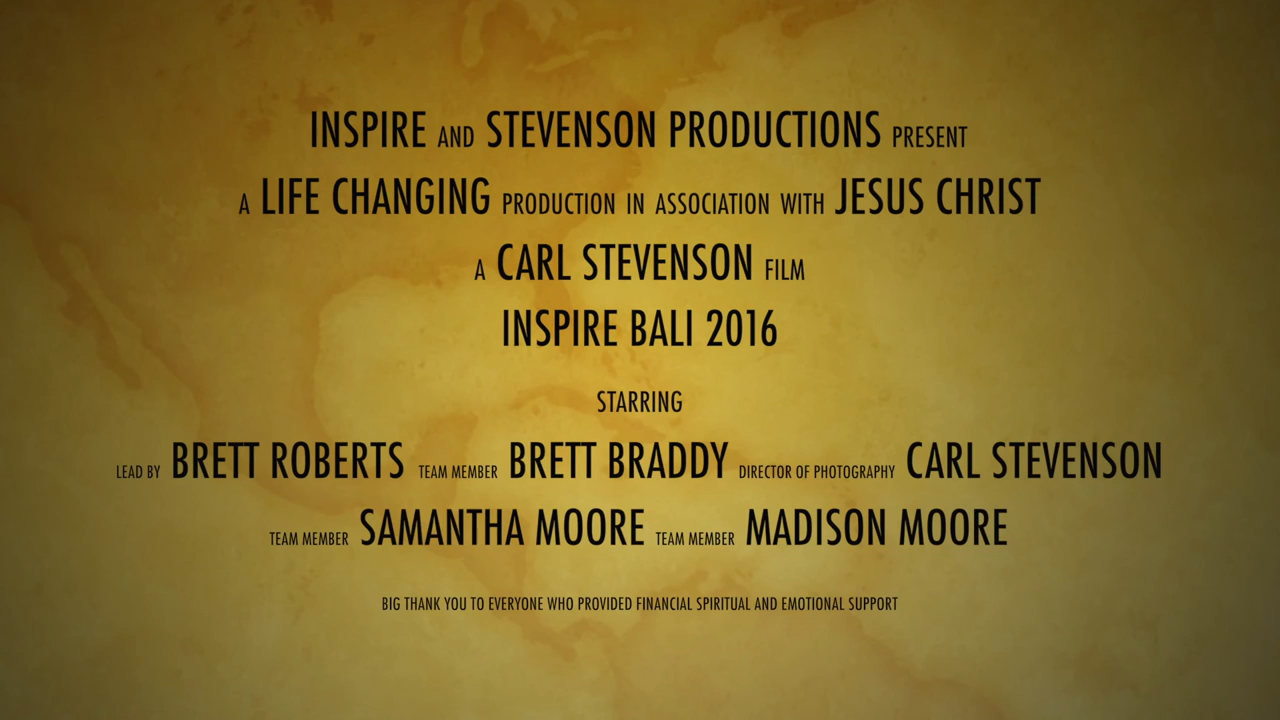 INSPIRE AND STEVENSON PRODUCTIONS PRESENT
A LIFE CHANGING PRODUCTION IN ASSOCIATION WITH JESUS CHRIST
A CARL STEVENSON FILM
INSPIRE BALI 2016
STARRING
LEAD BY BRETT ROBERTS TEAM MEMBER BRETT BRADDY DIRECTOR OF PHOTOGRAPHY CARL STEVENSON
TEAM MEMBER SAMANTHA MOORE TEAM MEMBER MADISON MOORE
BIG THANK YOU TO EVERYONE WHO PROVIDED FINANCIAL SPIRITUAL AND EMOTIONAL SUPPORT